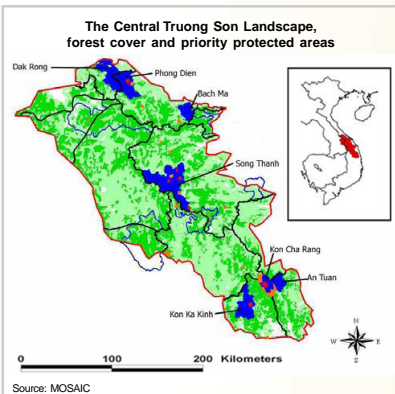 The Central Truong Son Landscape,
forest cover and priority protected areas
Dak Rong
Phong Dien
Bach Ma
Song Thanh
Kon Cha Rang
An Tuan
Kon Ka Kinh
N
W E
S
0 100 200 Kilometers
Source: MOSAIC